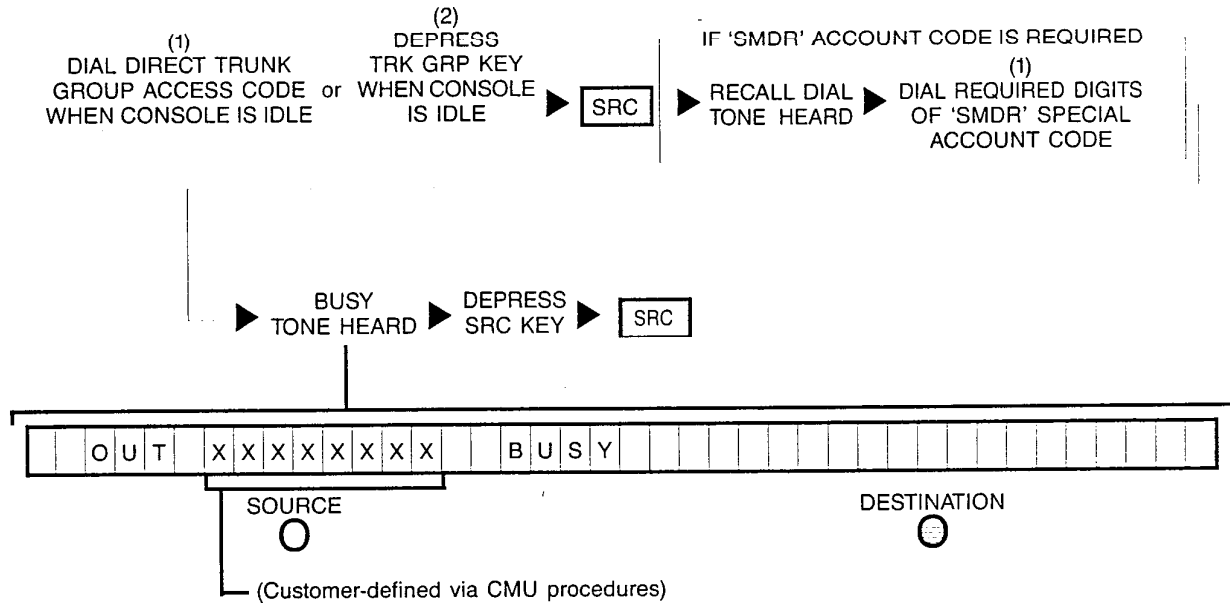 (1)
DIAL DIRECT TRUNK
GROUP ACCESS CODE
WHEN CONSOLE IS IDLE
or
(2)
DEPRESS
TRK GRP KEY
WHEN CONSOLE
IS IDLE
SRC
IF 'SMDR' ACCOUNT CODE IS REQUIRED
RECALL DIAL
TONE HEARD
(1)
DIAL REQUIRED DIGITS
OF 'SMDR' SPECIAL
ACCOUNT CODE
BUSY
TONE HEARD
DEPRESS
SRC KEY
SRC
OUT XXXXXXXX BUSY
SOURCE
DESTINATION
(Customer-defined via CMU procedures)